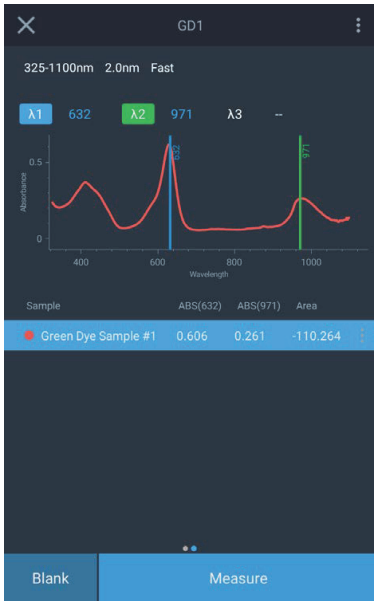 GD1
325-1100nm 2.0nm Fast
λ1 632 λ2 971 λ3 --
632
971
0.5
0
Absorbance
400 600 800 1000
Wavelength
Sample ABS(632) ABS(971) Area
Green Dye Sample #1 0.606 0.261 -110.264
Blank Measure